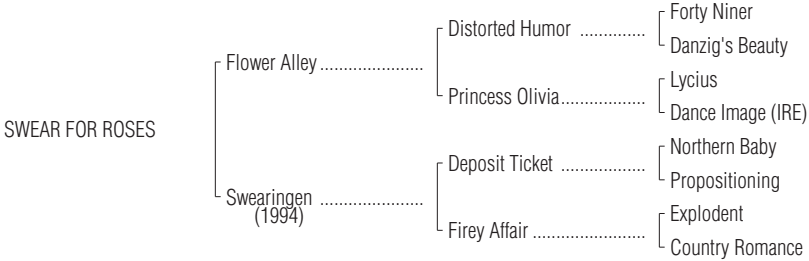 Forty Niner
Distorted Humor ..............
Danzig's Beauty
Flower Alley ......................
Lycius
Princess Olivia..................
Dance Image (IRE)
SWEAR FOR ROSES
Northern Baby
Deposit Ticket ..................
Propositioning
Swearingen ......................
(1994)
Explodent
Firey Affair ........................
Country Romance